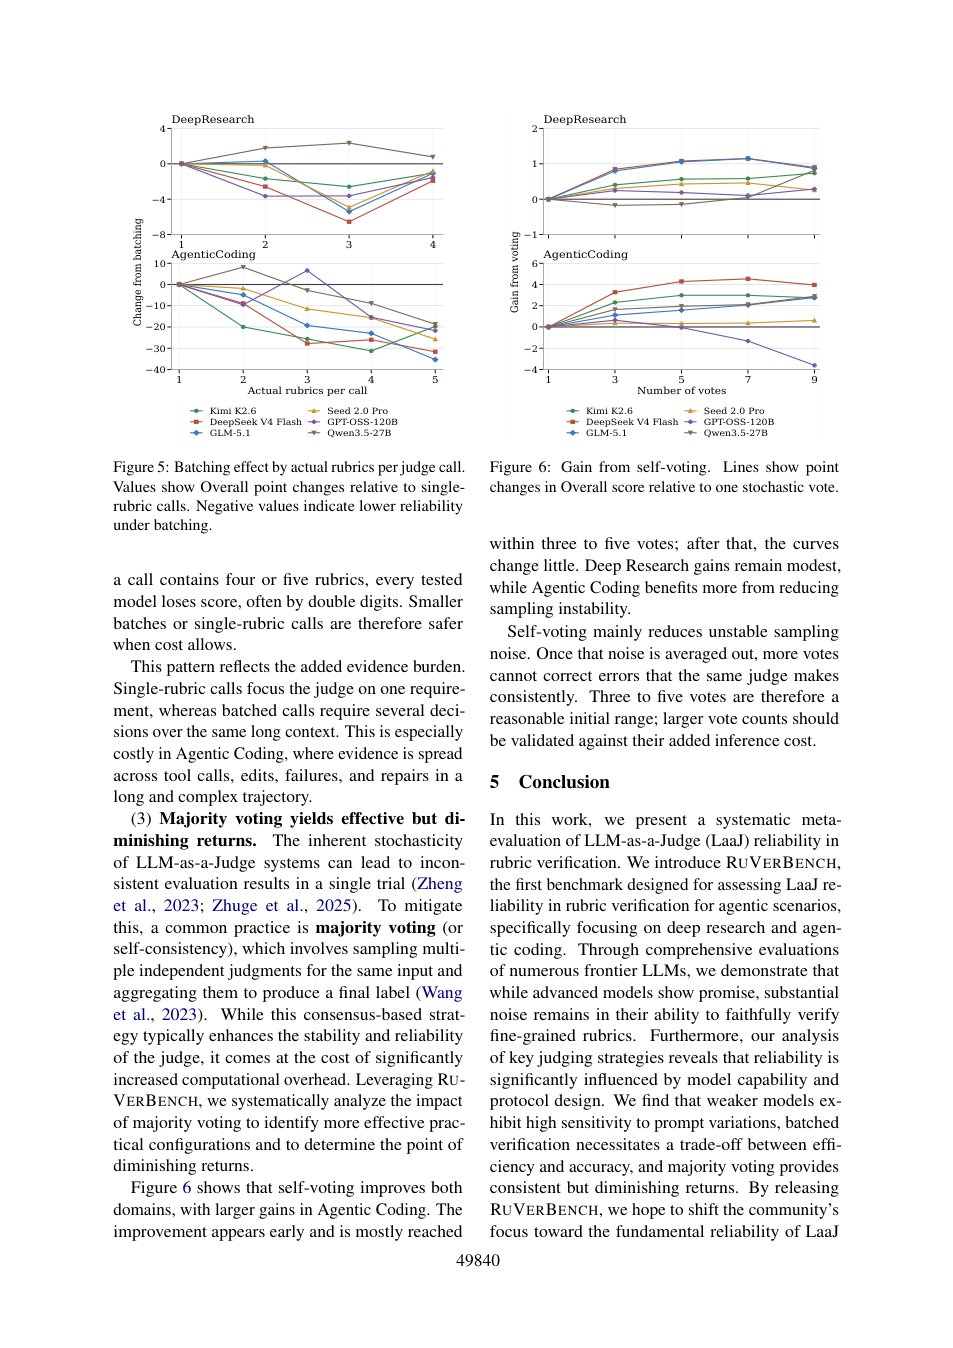 DeepResearch
4
0
−4
−8
1
2
3
4
AgenticCoding
10
0
−10
−20
−30
−40
1
2
3
4
5
Change from batching
Actual rubrics per call
Kimi K2.6
DeepSeek V4 Flash
GLM-5.1
Seed 2.0 Pro
GPT-OSS-120B
Qwen3.5-27B
Figure 5: Batching effect by actual rubrics per judge call.
Values show Overall point changes relative to single-
rubric calls. Negative values indicate lower reliability
under batching.
a call contains four or five rubrics, every tested
model loses score, often by double digits. Smaller
batches or single-rubric calls are therefore safer
when cost allows.
This pattern reflects the added evidence burden.
Single-rubric calls focus the judge on one require-
ment, whereas batched calls require several deci-
sions over the same long context. This is especially
costly in Agentic Coding, where evidence is spread
across tool calls, edits, failures, and repairs in a
long and complex trajectory.
(3) Majority voting yields effective but di-
minishing returns. The inherent stochasticity
of LLM-as-a-Judge systems can lead to incon-
sistent evaluation results in a single trial (Zheng
et al., 2023; Zhuge et al., 2025). To mitigate
this, a common practice is majority voting (or
self-consistency), which involves sampling multi-
ple independent judgments for the same input and
aggregating them to produce a final label (Wang
et al., 2023). While this consensus-based strat-
egy typically enhances the stability and reliability
of the judge, it comes at the cost of significantly
increased computational overhead. Leveraging RU-
VERBENCH, we systematically analyze the impact
of majority voting to identify more effective prac-
tical configurations and to determine the point of
diminishing returns.
Figure 6 shows that self-voting improves both
domains, with larger gains in Agentic Coding. The
improvement appears early and is mostly reached
DeepResearch
2
1
0
−1
AgenticCoding
6
4
2
0
−2
−4
1
3
5
7
9
Gain from voting
Number of votes
Kimi K2.6
DeepSeek V4 Flash
GLM-5.1
Seed 2.0 Pro
GPT-OSS-120B
Qwen3.5-27B
Figure 6: Gain from self-voting. Lines show point
changes in Overall score relative to one stochastic vote.
within three to five votes; after that, the curves
change little. Deep Research gains remain modest,
while Agentic Coding benefits more from reducing
sampling instability.
Self-voting mainly reduces unstable sampling
noise. Once that noise is averaged out, more votes
cannot correct errors that the same judge makes
consistently. Three to five votes are therefore a
reasonable initial range; larger vote counts should
be validated against their added inference cost.
5 Conclusion
In this work, we present a systematic meta-
evaluation of LLM-as-a-Judge (LaaJ) reliability in
rubric verification. We introduce RUVERBENCH,
the first benchmark designed for assessing LaaJ re-
liability in rubric verification for agentic scenarios,
specifically focusing on deep research and agen-
tic coding. Through comprehensive evaluations
of numerous frontier LLMs, we demonstrate that
while advanced models show promise, substantial
noise remains in their ability to faithfully verify
fine-grained rubrics. Furthermore, our analysis
of key judging strategies reveals that reliability is
significantly influenced by model capability and
protocol design. We find that weaker models ex-
hibit high sensitivity to prompt variations, batched
verification necessitates a trade-off between effi-
ciency and accuracy, and majority voting provides
consistent but diminishing returns. By releasing
RUVERBENCH, we hope to shift the community's
focus toward the fundamental reliability of LaaJ
49840